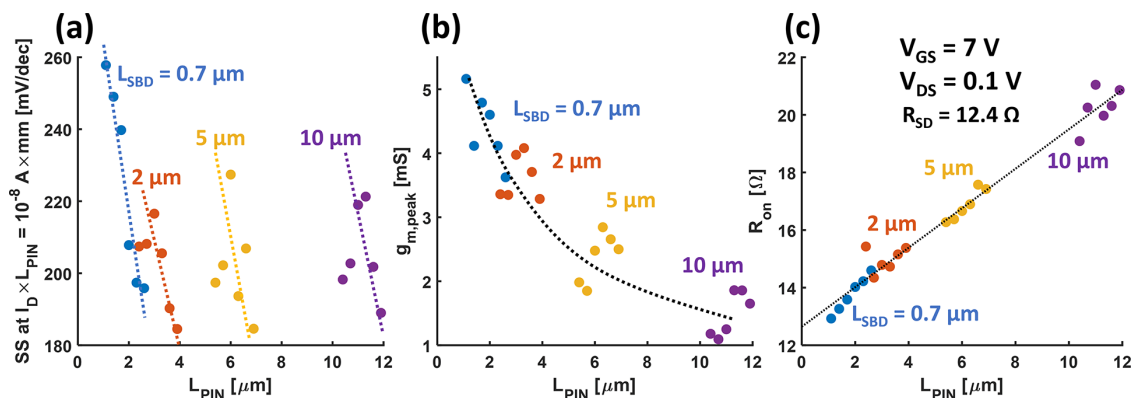 (a)
SS at I_D × L_PIN = 10^-8 A × mm [mV/dec]
260
240
220
200
180
L_SBD = 0.7 μm
2 μm
5 μm
10 μm
0 2 4 6 8 10 12
L_PIN [μm]
(b)
g_m,peak [mS]
6
5
4
3
2
1
L_SBD = 0.7 μm
2 μm
5 μm
10 μm
0 2 4 6 8 10 12
L_PIN [μm]
(c)
R_on [Ω]
22
20
18
16
14
12
V_GS = 7 V
V_DS = 0.1 V
R_SD = 12.4 Ω
10 μm
5 μm
2 μm
L_SBD = 0.7 μm
0 2 4 6 8 10 12
L_PIN [μm]